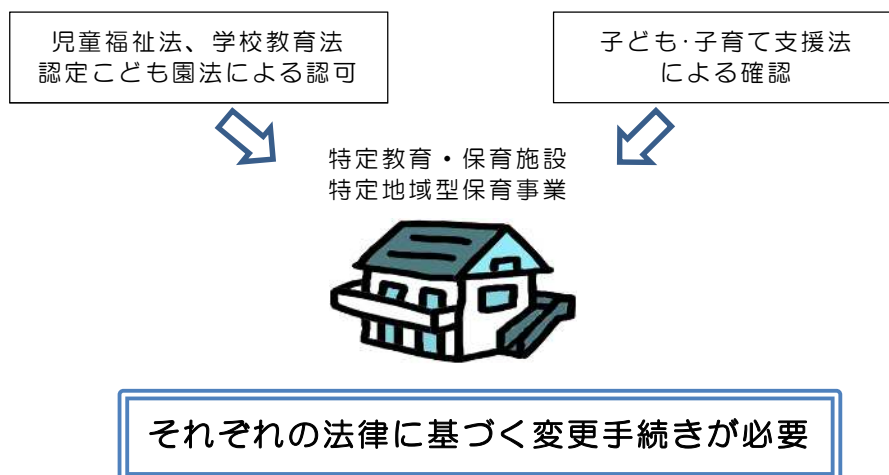 児童福祉法、学校教育法
認定こども園法による認可
子ども･子育て支援法
による確認
特定教育・保育施設
特定地域型保育事業
それぞれの法律に基づく変更手続きが必要